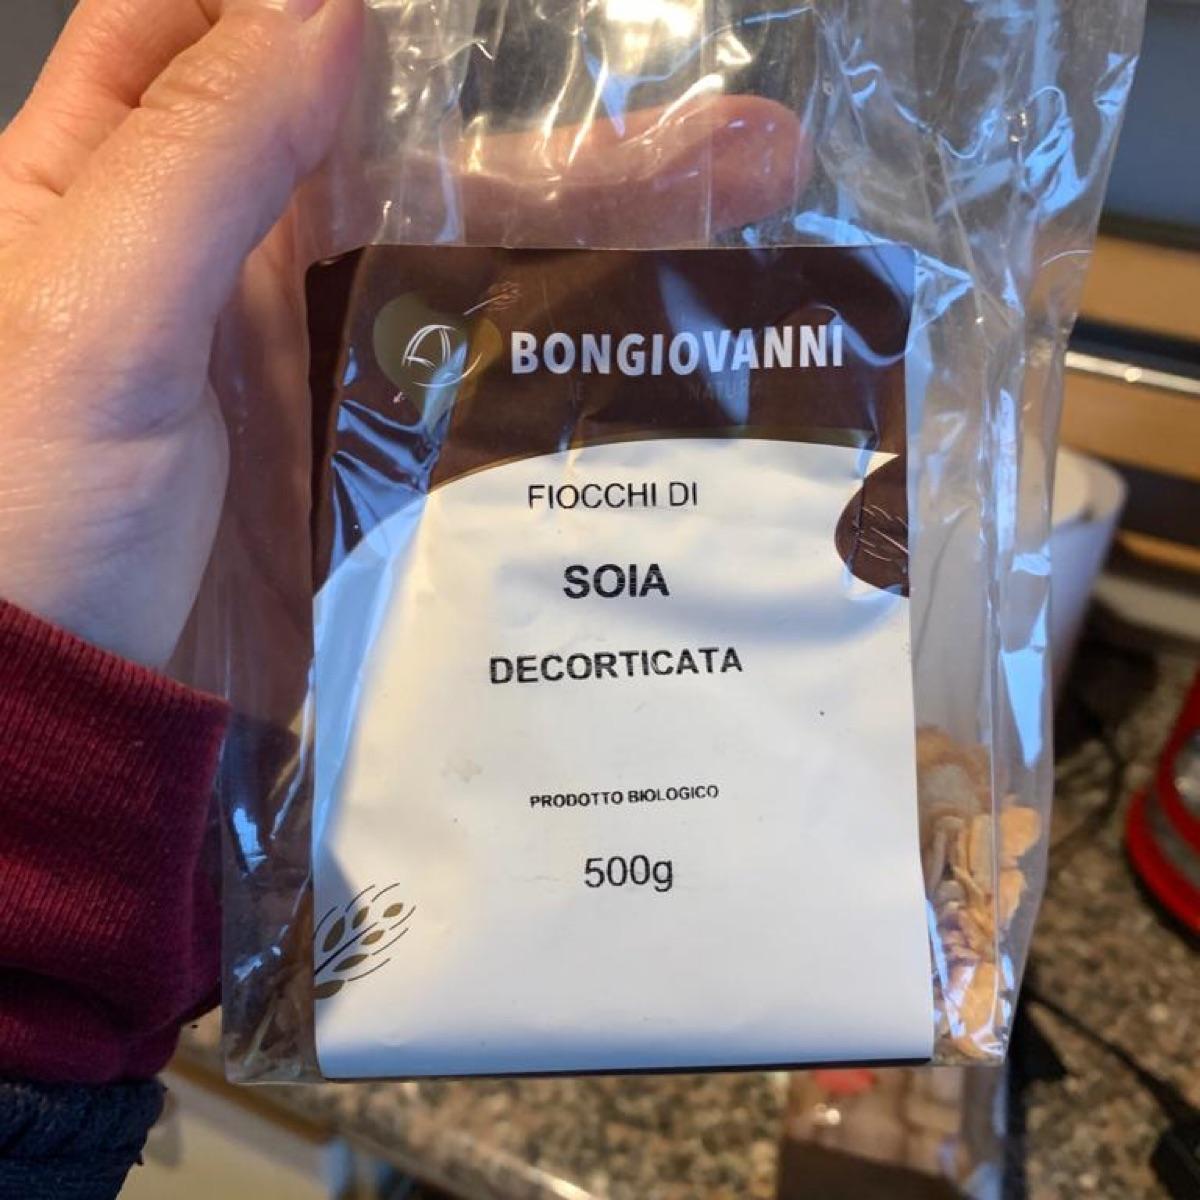 BONGIOVANNI
FIOCCHI DI
SOIA
DECORTICATA
PRODOTTO BIOLOGICO
500g